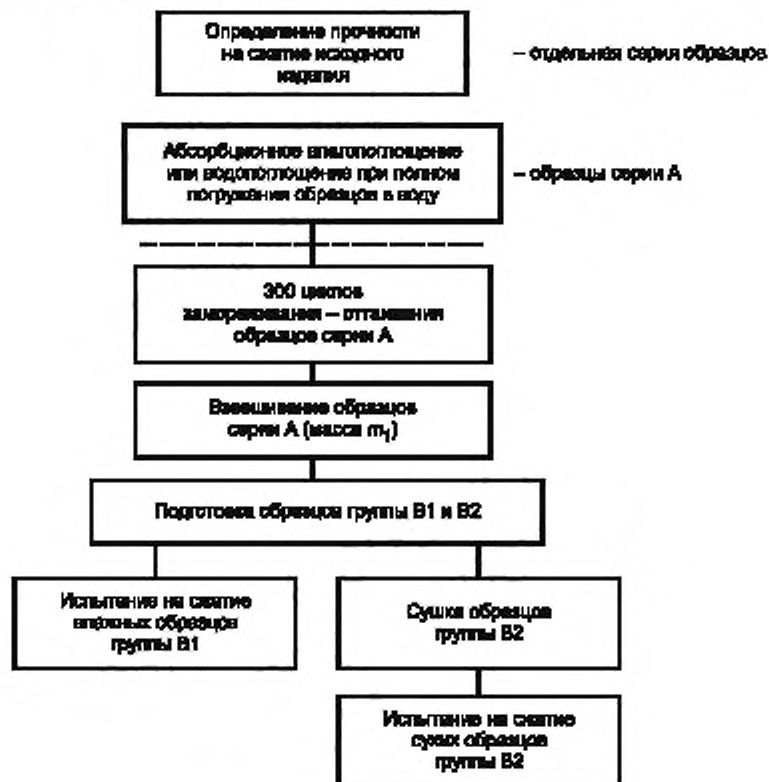 Определение прочности
на сжатие исходного
изделия
– отдельная серия образцов
Абсорбционное влагопоглощение
или водопоглощение при полном
погружении образцов в воду
– образцы серии А
300 циклов
замораживания – оттаивания
образцов серии А
Взвешивание образцов
серии А (масса m₁)
Подготовка образцов группы В1 и В2
Испытание на сжатие
влажных образцов
группы В1
Сушка образцов
группы В2
Испытание на сжатие
сухих образцов
группы В2